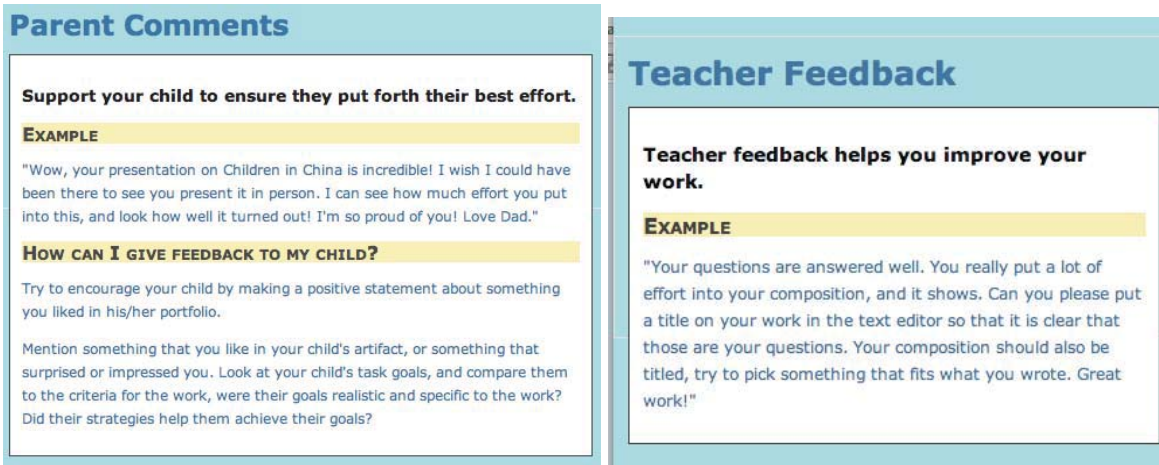 Parent Comments
Support your child to ensure they put forth their best effort.
EXAMPLE
"Wow, your presentation on Children in China is incredible! I wish I could have
been there to see you present it in person. I can see how much effort you put
into this, and look how well it turned out! I'm so proud of you! Love Dad."
HOW CAN I GIVE FEEDBACK TO MY CHILD?
Try to encourage your child by making a positive statement about something
you liked in his/her portfolio.
Mention something that you like in your child's artifact, or something that
surprised or impressed you. Look at your child's task goals, and compare them
to the criteria for the work, were their goals realistic and specific to the work?
Did their strategies help them achieve their goals?
Teacher Feedback
Teacher feedback helps you improve your
work.
EXAMPLE
"Your questions are answered well. You really put a lot of
effort into your composition, and it shows. Can you please put
a title on your work in the text editor so that it is clear that
those are your questions. Your composition should also be
titled, try to pick something that fits what you wrote. Great
work!"